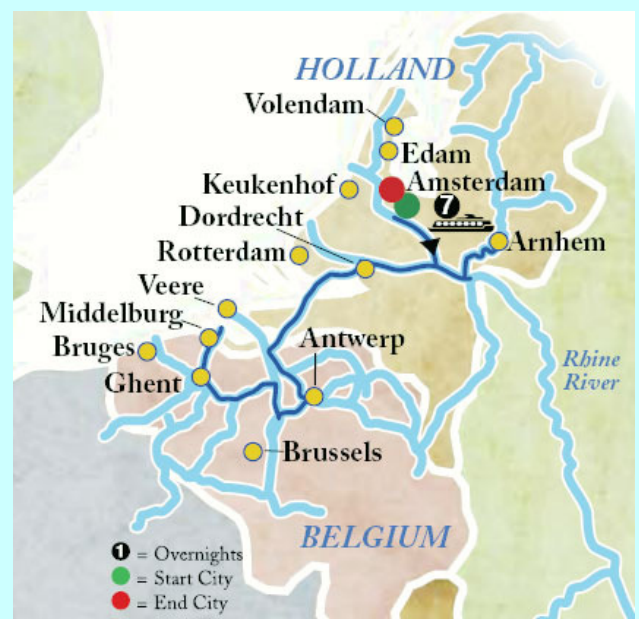 HOLLAND
Volendam
Edam
Keukenhof
Amsterdam
7
Dordrecht
Rotterdam
Arnhem
Veere
Middelburg
Bruges
Antwerp
Ghent
Rhine
River
Brussels
BELGIUM
1 = Overnights
= Start City
= End City